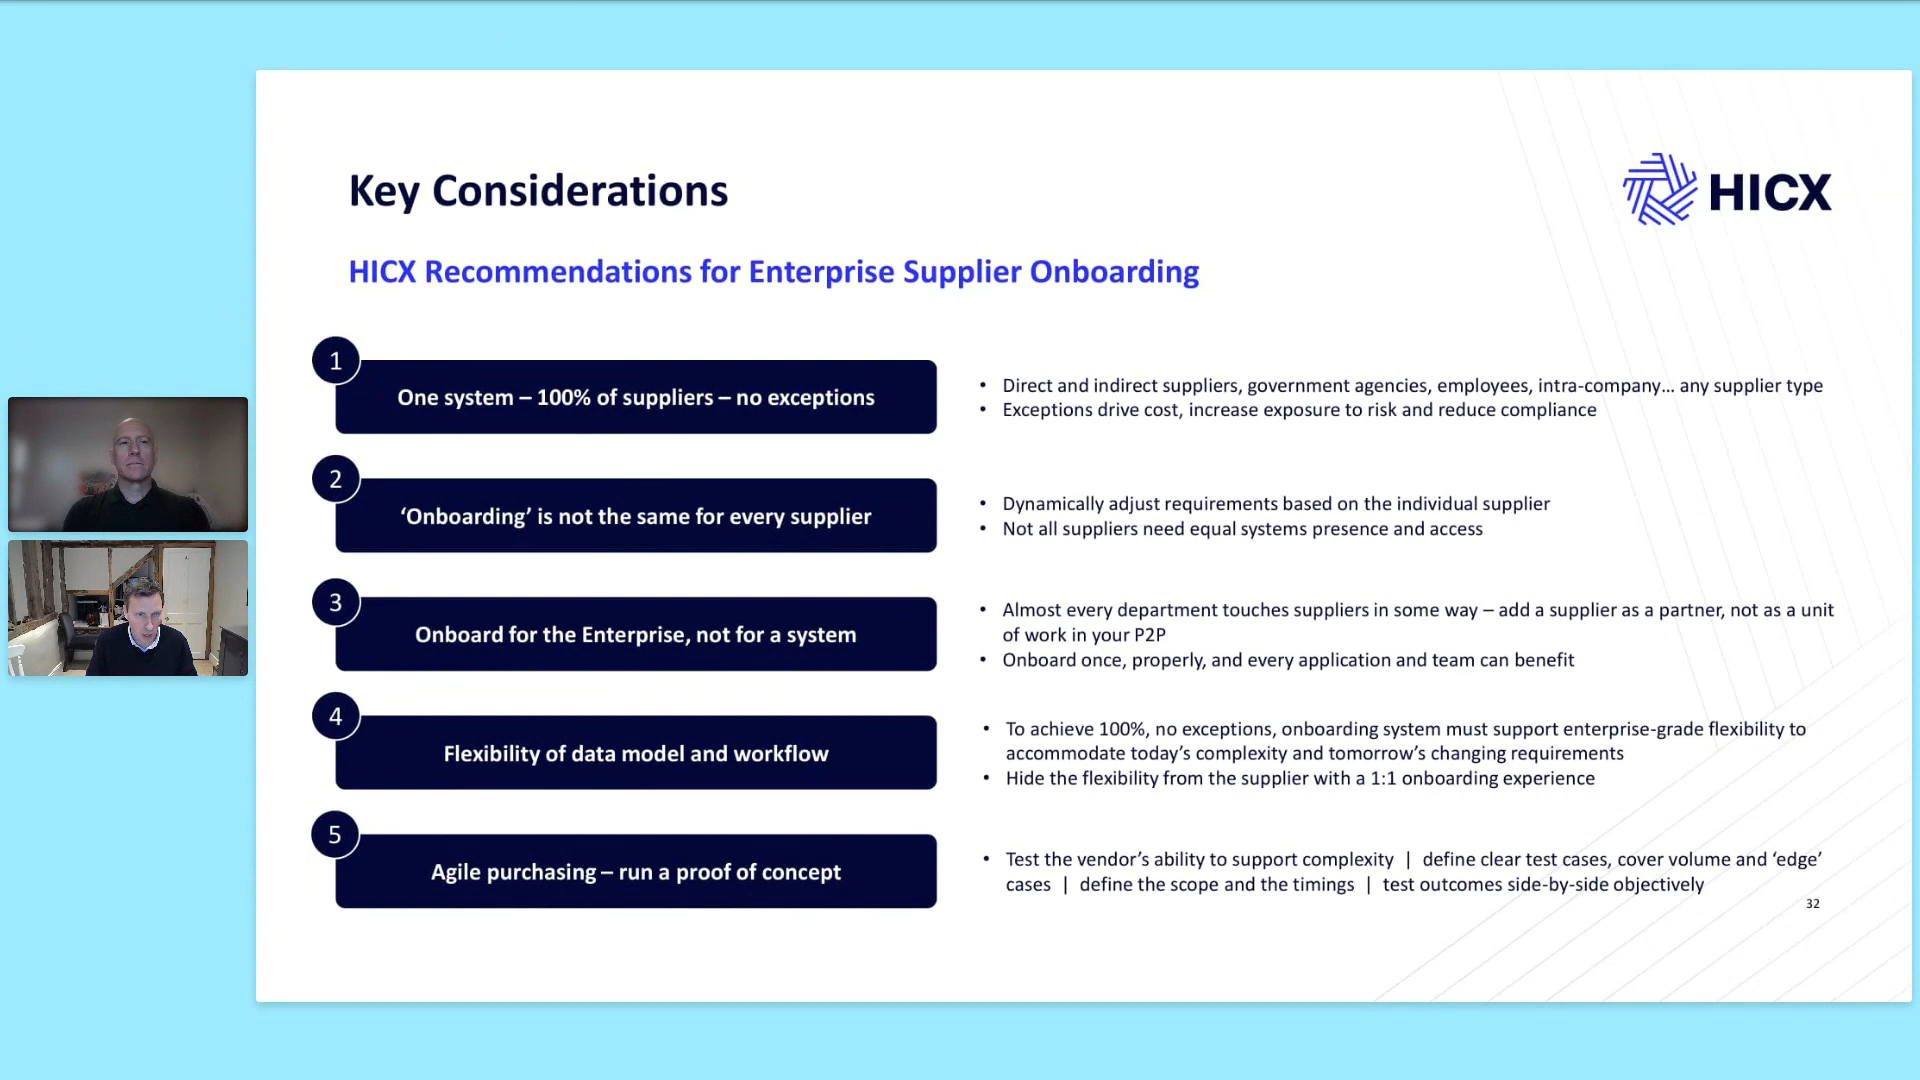 Key Considerations
HICX
HICX Recommendations for Enterprise Supplier Onboarding
1
One system – 100% of suppliers – no exceptions
• Direct and indirect suppliers, government agencies, employees, intra-company... any supplier type
• Exceptions drive cost, increase exposure to risk and reduce compliance
2
‘Onboarding’ is not the same for every supplier
• Dynamically adjust requirements based on the individual supplier
• Not all suppliers need equal systems presence and access
3
Onboard for the Enterprise, not for a system
• Almost every department touches suppliers in some way – add a supplier as a partner, not as a unit
of work in your P2P
• Onboard once, properly, and every application and team can benefit
4
Flexibility of data model and workflow
• To achieve 100%, no exceptions, onboarding system must support enterprise-grade flexibility to
accommodate today’s complexity and tomorrow’s changing requirements
• Hide the flexibility from the supplier with a 1:1 onboarding experience
5
Agile purchasing – run a proof of concept
• Test the vendor’s ability to support complexity | define clear test cases, cover volume and ‘edge’
cases | define the scope and the timings | test outcomes side-by-side objectively
32